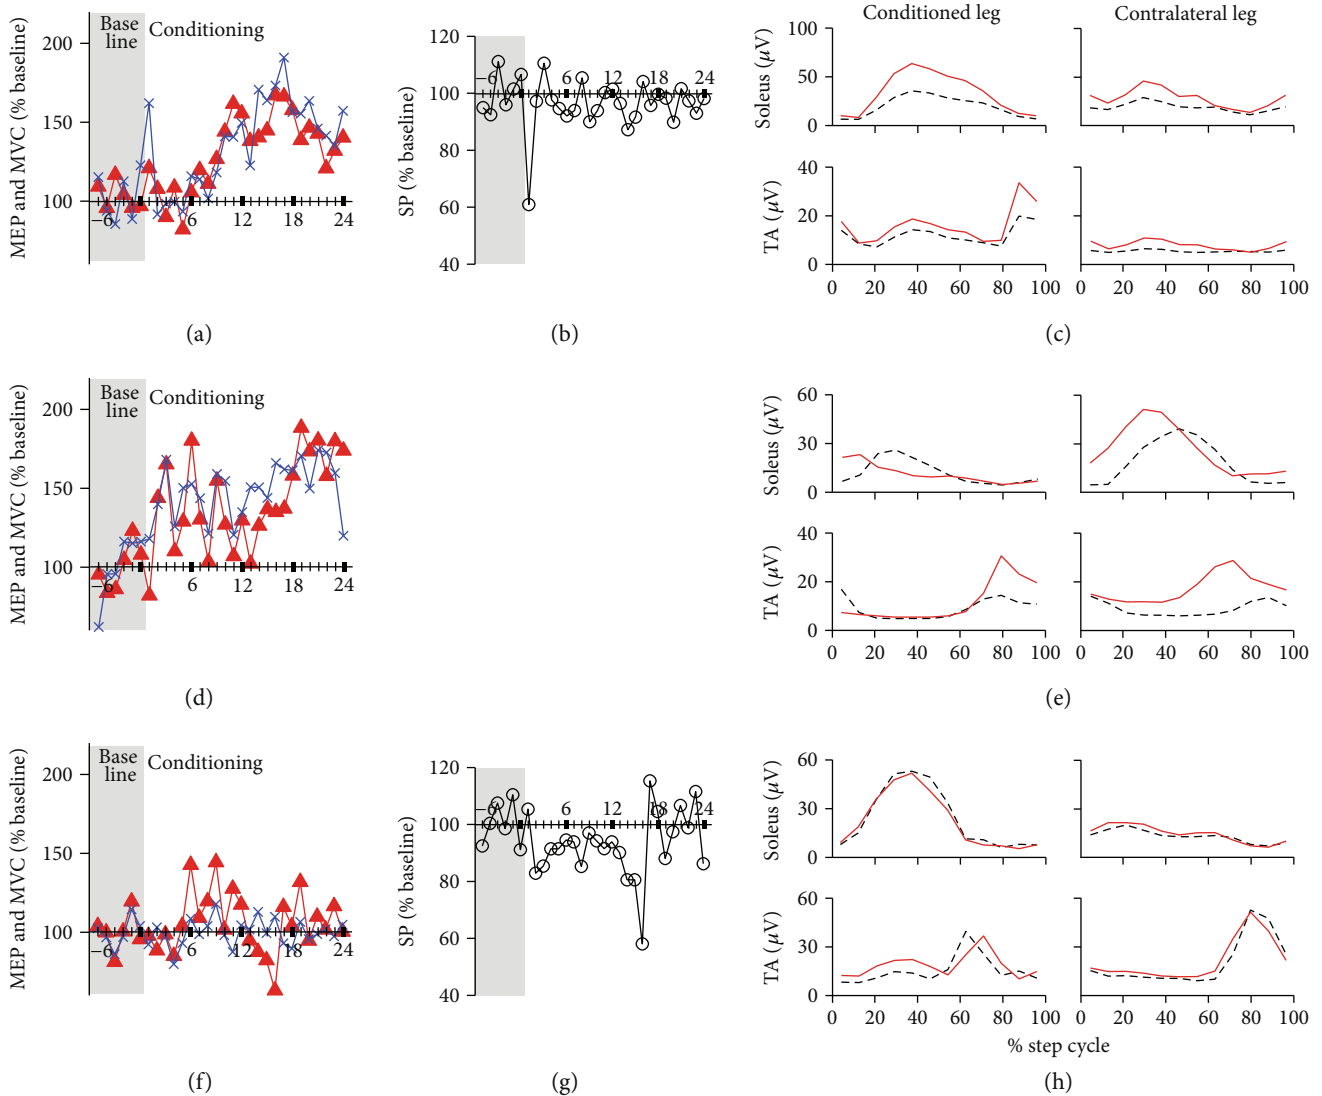 MEP and MVC (% baseline)
200
150
100
Base
line
Conditioning
−6
6
12
18
24
(a)
SP (% baseline)
120
100
80
60
40
−6
6
12
18
24
(b)
Conditioned leg
Contralateral leg
Soleus (μV)
100
50
0
TA (μV)
40
20
0
0 20 40 60 80 100
0 20 40 60 80 100
(c)
MEP and MVC (% baseline)
200
150
100
Base
line
Conditioning
−6
6
12
18
24
(d)
Soleus (μV)
60
30
0
TA (μV)
40
20
0
0 20 40 60 80 100
0 20 40 60 80 100
(e)
MEP and MVC (% baseline)
200
150
100
Base
line
Conditioning
−6
6
12
18
24
(f)
SP (% baseline)
120
100
80
60
40
−6
6
12
18
24
(g)
Soleus (μV)
60
30
0
TA (μV)
60
30
0
0 20 40 60 80 100
0 20 40 60 80 100
% step cycle
(h)